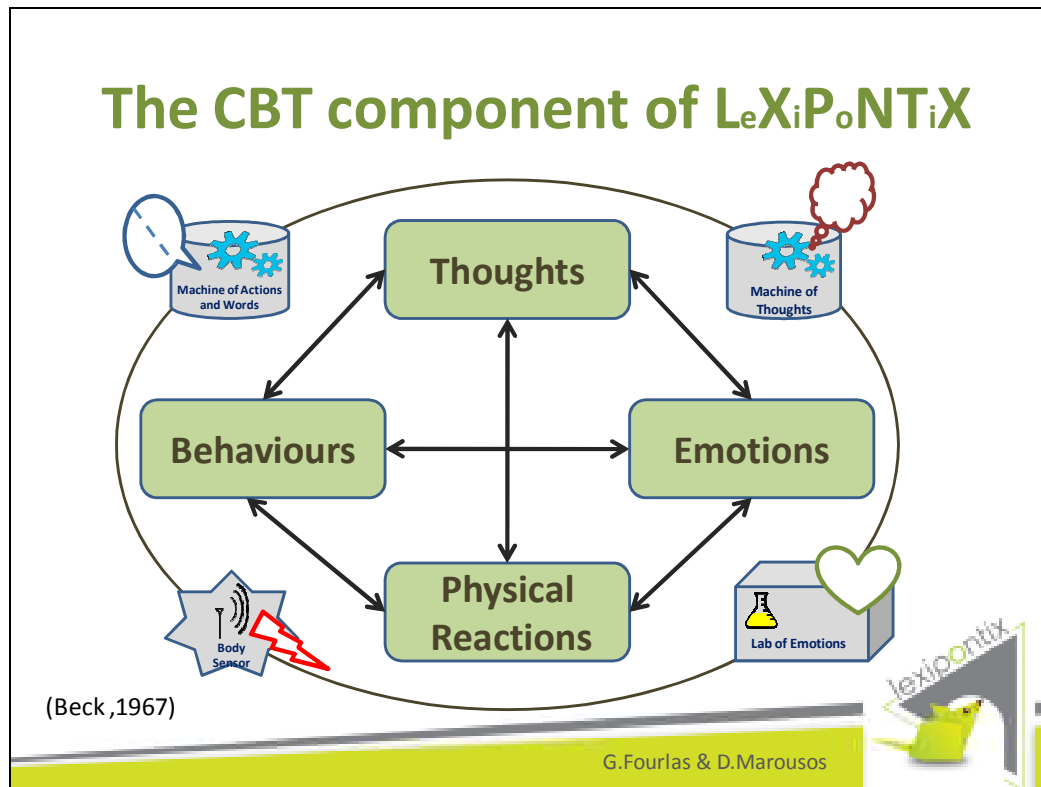 The CBT component of LeXiPoNTiX
Machine of Actions
and Words
Thoughts
Machine of
Thoughts
Behaviours
Emotions
Physical
Reactions
Body
Sensor
Lab of Emotions
(Beck ,1967)
lexipontix
G.Fourlas & D.Marousos